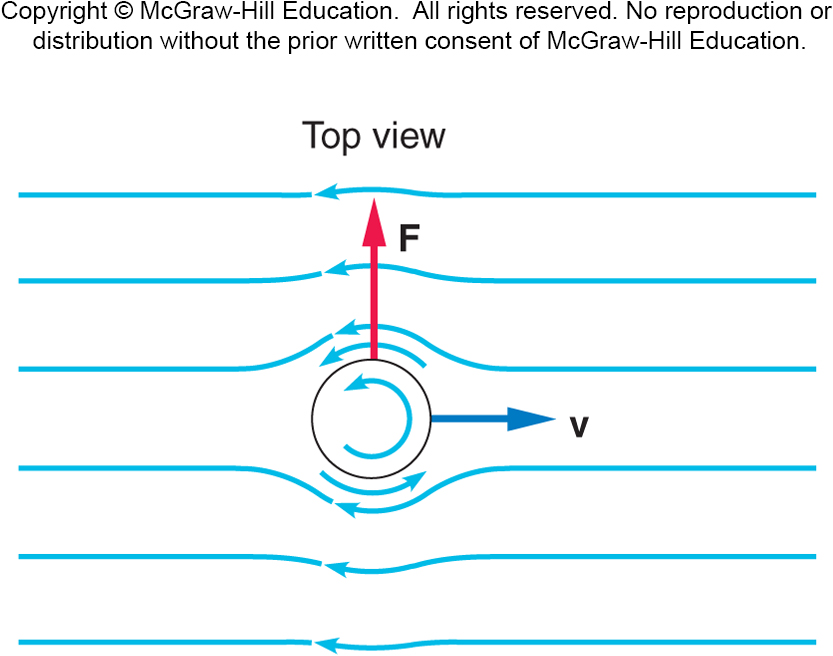 Copyright © McGraw-Hill Education.  All rights reserved. No reproduction or
distribution without the prior written consent of McGraw-Hill Education.
Top view
F
v